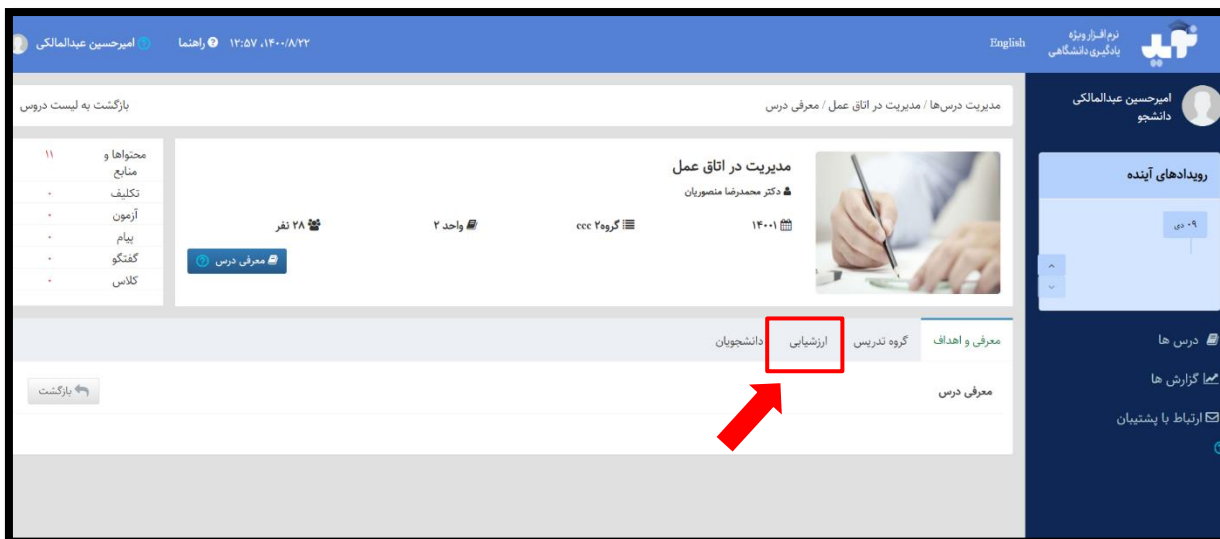 نرم افزار ویژه
یادگیری دانشگاهی
نوید
English
۱۴۰۰/۸/۲۲، ۱۲:۵۷
راهنما
امیرحسین عبدالمالکی
امیرحسین عبدالمالکی
دانشجو
رویدادهای آینده
۰۹ دی
درس ها
گزارش ها
ارتباط با پشتیبان
مدیریت درس‌ها / مدیریت در اتاق عمل / معرفی درس
بازگشت به لیست دروس
مدیریت در اتاق عمل
دکتر محمدرضا منصوریان
۱۴۰۰۱
گروه۲ ccc
واحد ۲
۲۸ نفر
معرفی درس
محتواها و منابع ۱۱
تکلیف ۰
آزمون ۰
پیام ۰
گفتگو ۰
کلاس ۰
معرفی و اهداف
گروه تدریس
ارزشیابی
دانشجویان
معرفی درس
بازگشت